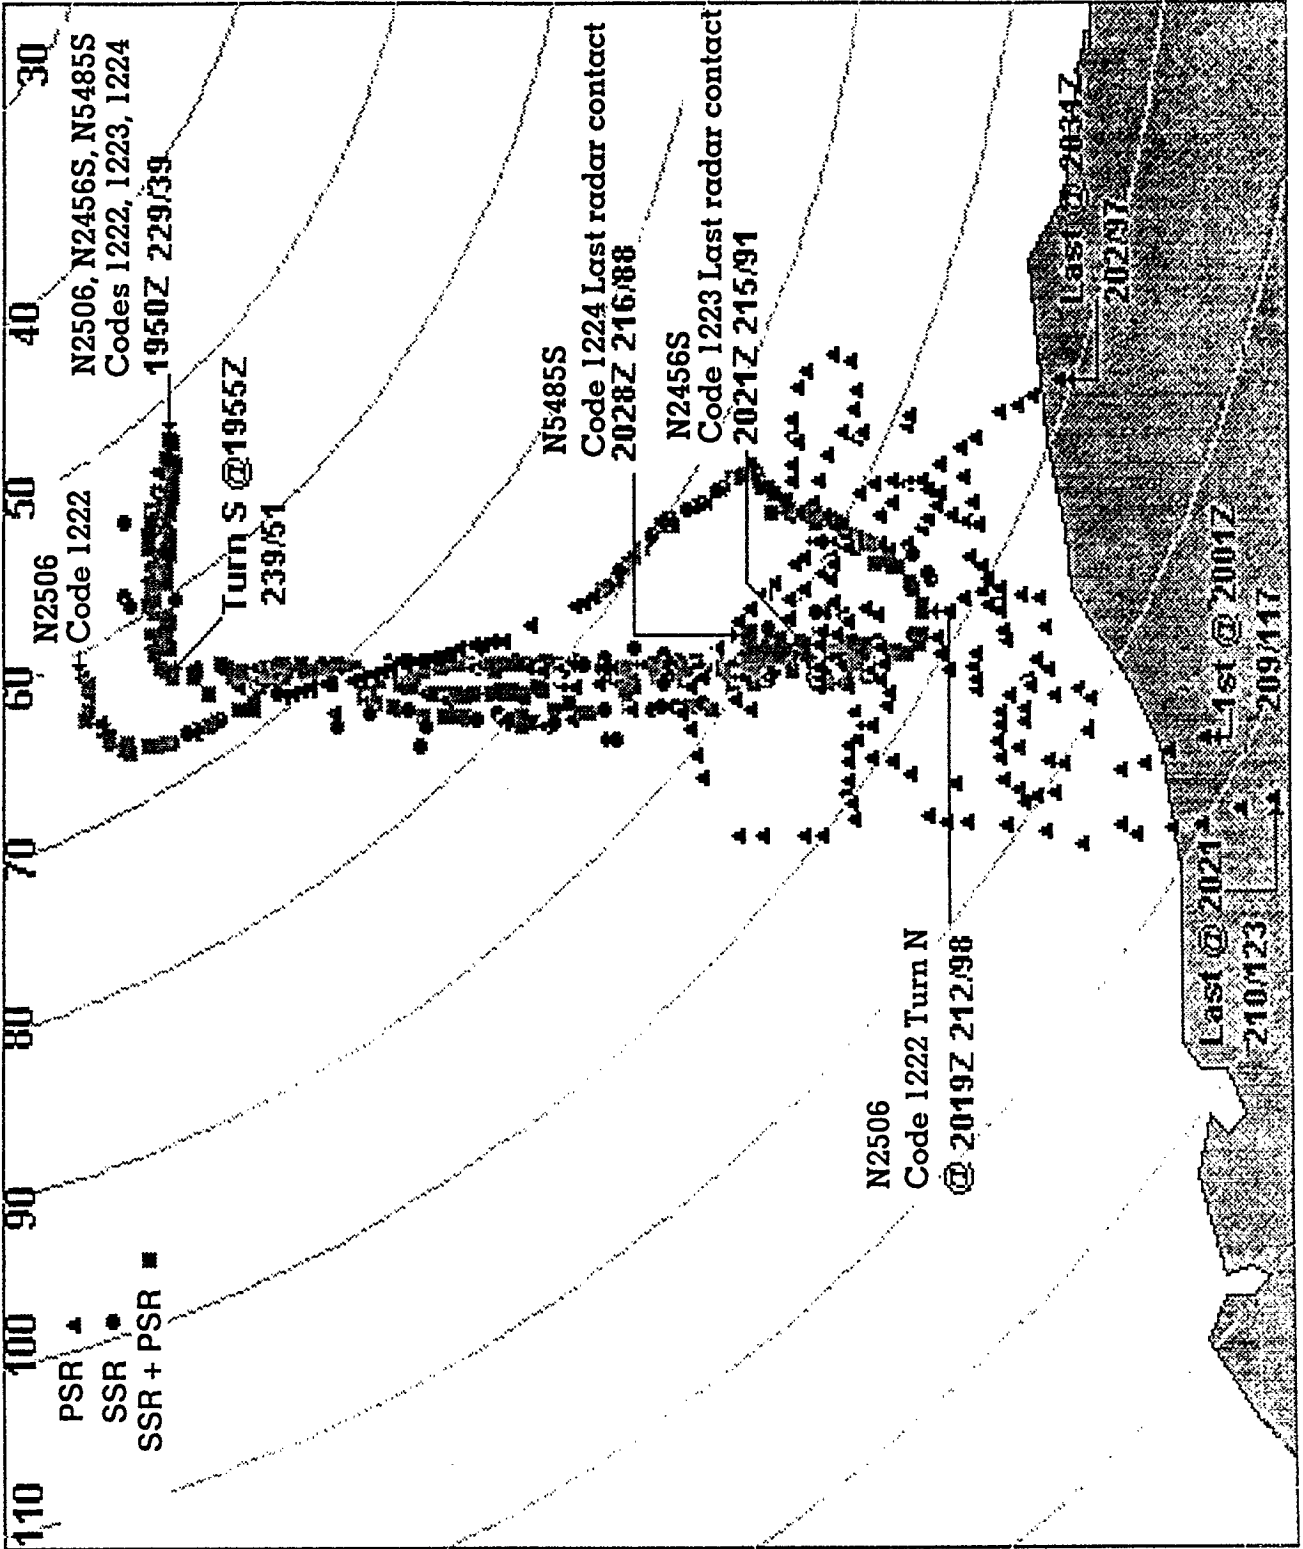 110
100
90
80
70
60
50
40
30
PSR
SSR
SSR + PSR
N2506
Code 1222
N2506, N2456S, N5485S
Codes 1222, 1223, 1224
1950Z 229/39
Turn S @1955Z
239/51
N5485S
Code 1224 Last radar contact
2028Z 216/88
N2456S
Code 1223 Last radar contact
2021Z 215/91
N2506
Code 1222 Turn N
@ 2019Z 212/98
Last @ 2034Z
202/97
1st @ 2001Z
209/117
Last @ 2021
210/123